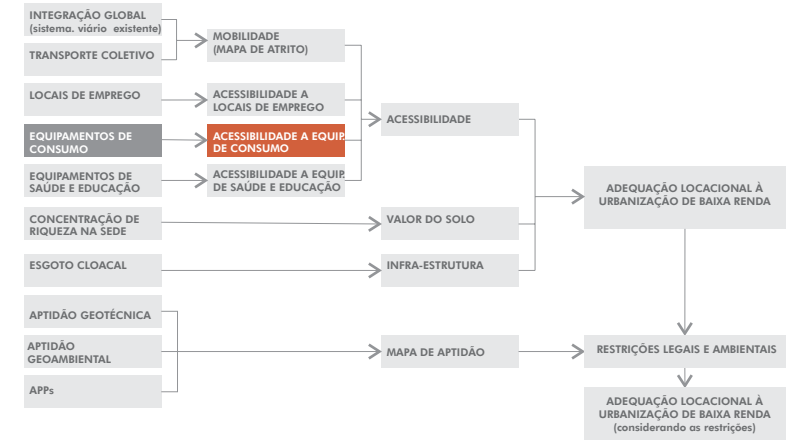 INTEGRAÇÃO GLOBAL
(sistema. viário existente)
TRANSPORTE COLETIVO
MOBILIDADE
(MAPA DE ATRITO)
LOCAIS DE EMPREGO
ACESSIBILIDADE A
LOCAIS DE EMPREGO
ACESSIBILIDADE
EQUIPAMENTOS DE
CONSUMO
ACESSIBILIDADE A EQUIP.
DE CONSUMO
EQUIPAMENTOS DE
SAÚDE E EDUCAÇÃO
ACESSIBILIDADE A EQUIP.
DE SAÚDE E EDUCAÇÃO
ADEQUAÇÃO LOCACIONAL À
URBANIZAÇÃO DE BAIXA RENDA
CONCENTRAÇÃO DE
RIQUEZA NA SEDE
VALOR DO SOLO
ESGOTO CLOACAL
INFRA-ESTRUTURA
APTIDÃO GEOTÉCNICA
APTIDÃO
GEOAMBIENTAL
APPs
MAPA DE APTIDÃO
RESTRIÇÕES LEGAIS E AMBIENTAIS
ADEQUAÇÃO LOCACIONAL À
URBANIZAÇÃO DE BAIXA RENDA
(considerando as restrições)